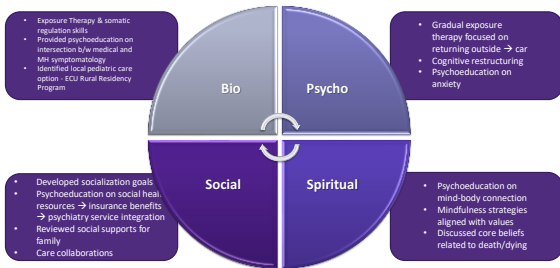 • Exposure Therapy & somatic
regulation skills
• Provided psychoeducation on
intersection b/w medical and
MH symptomatology
• Identified local pediatric care
option - ECU Rural Residency
Program
Bio
Psycho
• Gradual exposure
therapy focused on
returning outside → car
• Cognitive restructuring
• Psychoeducation on
anxiety
• Developed socialization goals
• Psychoeducation on social
resources → insurance benefits
→ psychiatry service integration
• Reviewed social supports for
family
• Care collaborations
Social
Spiritual
• Psychoeducation on
mind-body connection
• Mindfulness strategies
aligned with values
• Discussed core beliefs
related to death/dying